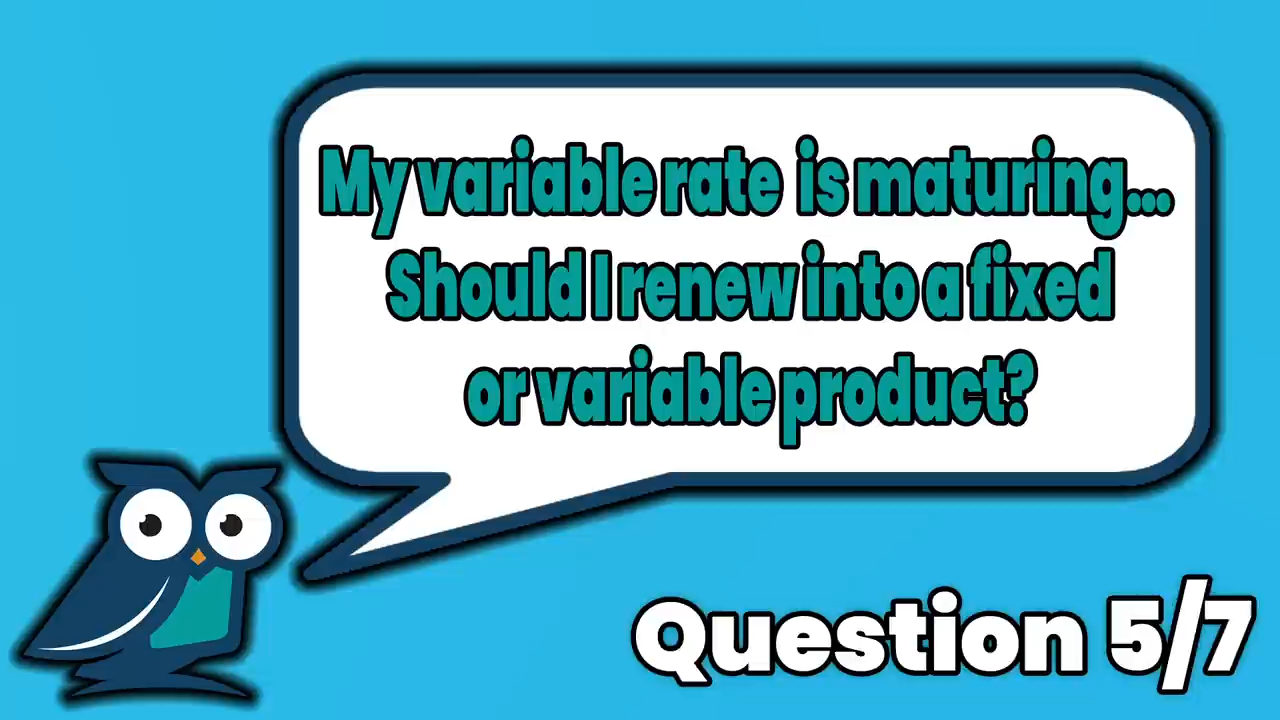 My variable rate is maturing...
Should I renew into a fixed
or variable product?
Question 5/7